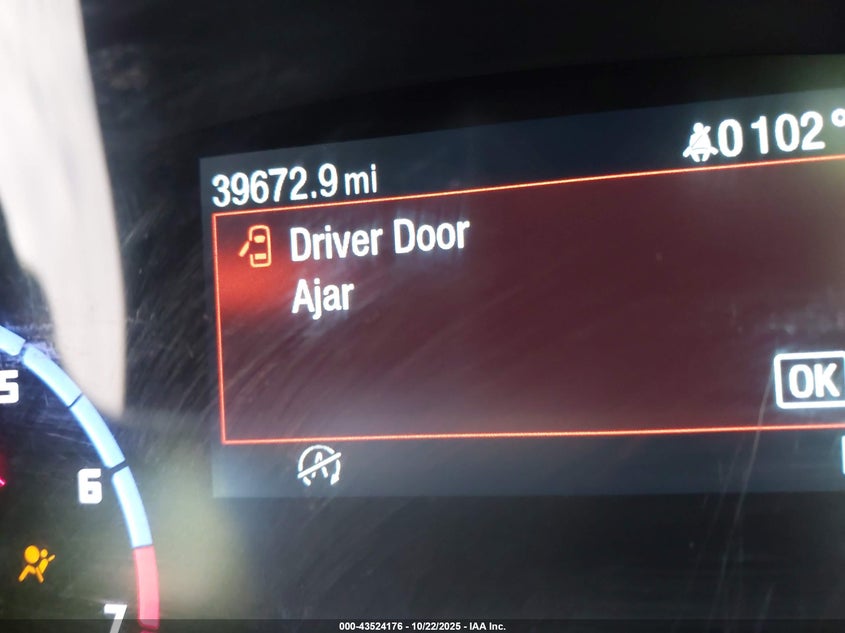 39672.9 mi
0 102°
Driver Door
Ajar
OK
5
6
7
000-43524176 - 10/22/2025 - IAA Inc.